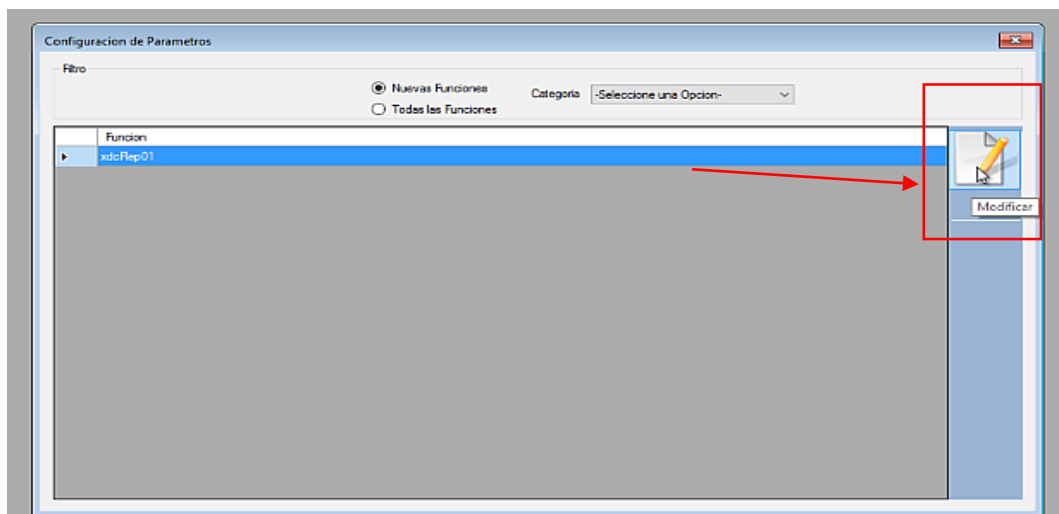 Configuracion de Parametros
Filtro
Nuevas Funciones
Categoria -Seleccione una Opcion-
Todas las Funciones
Funcion
xdcRep01
Modificar